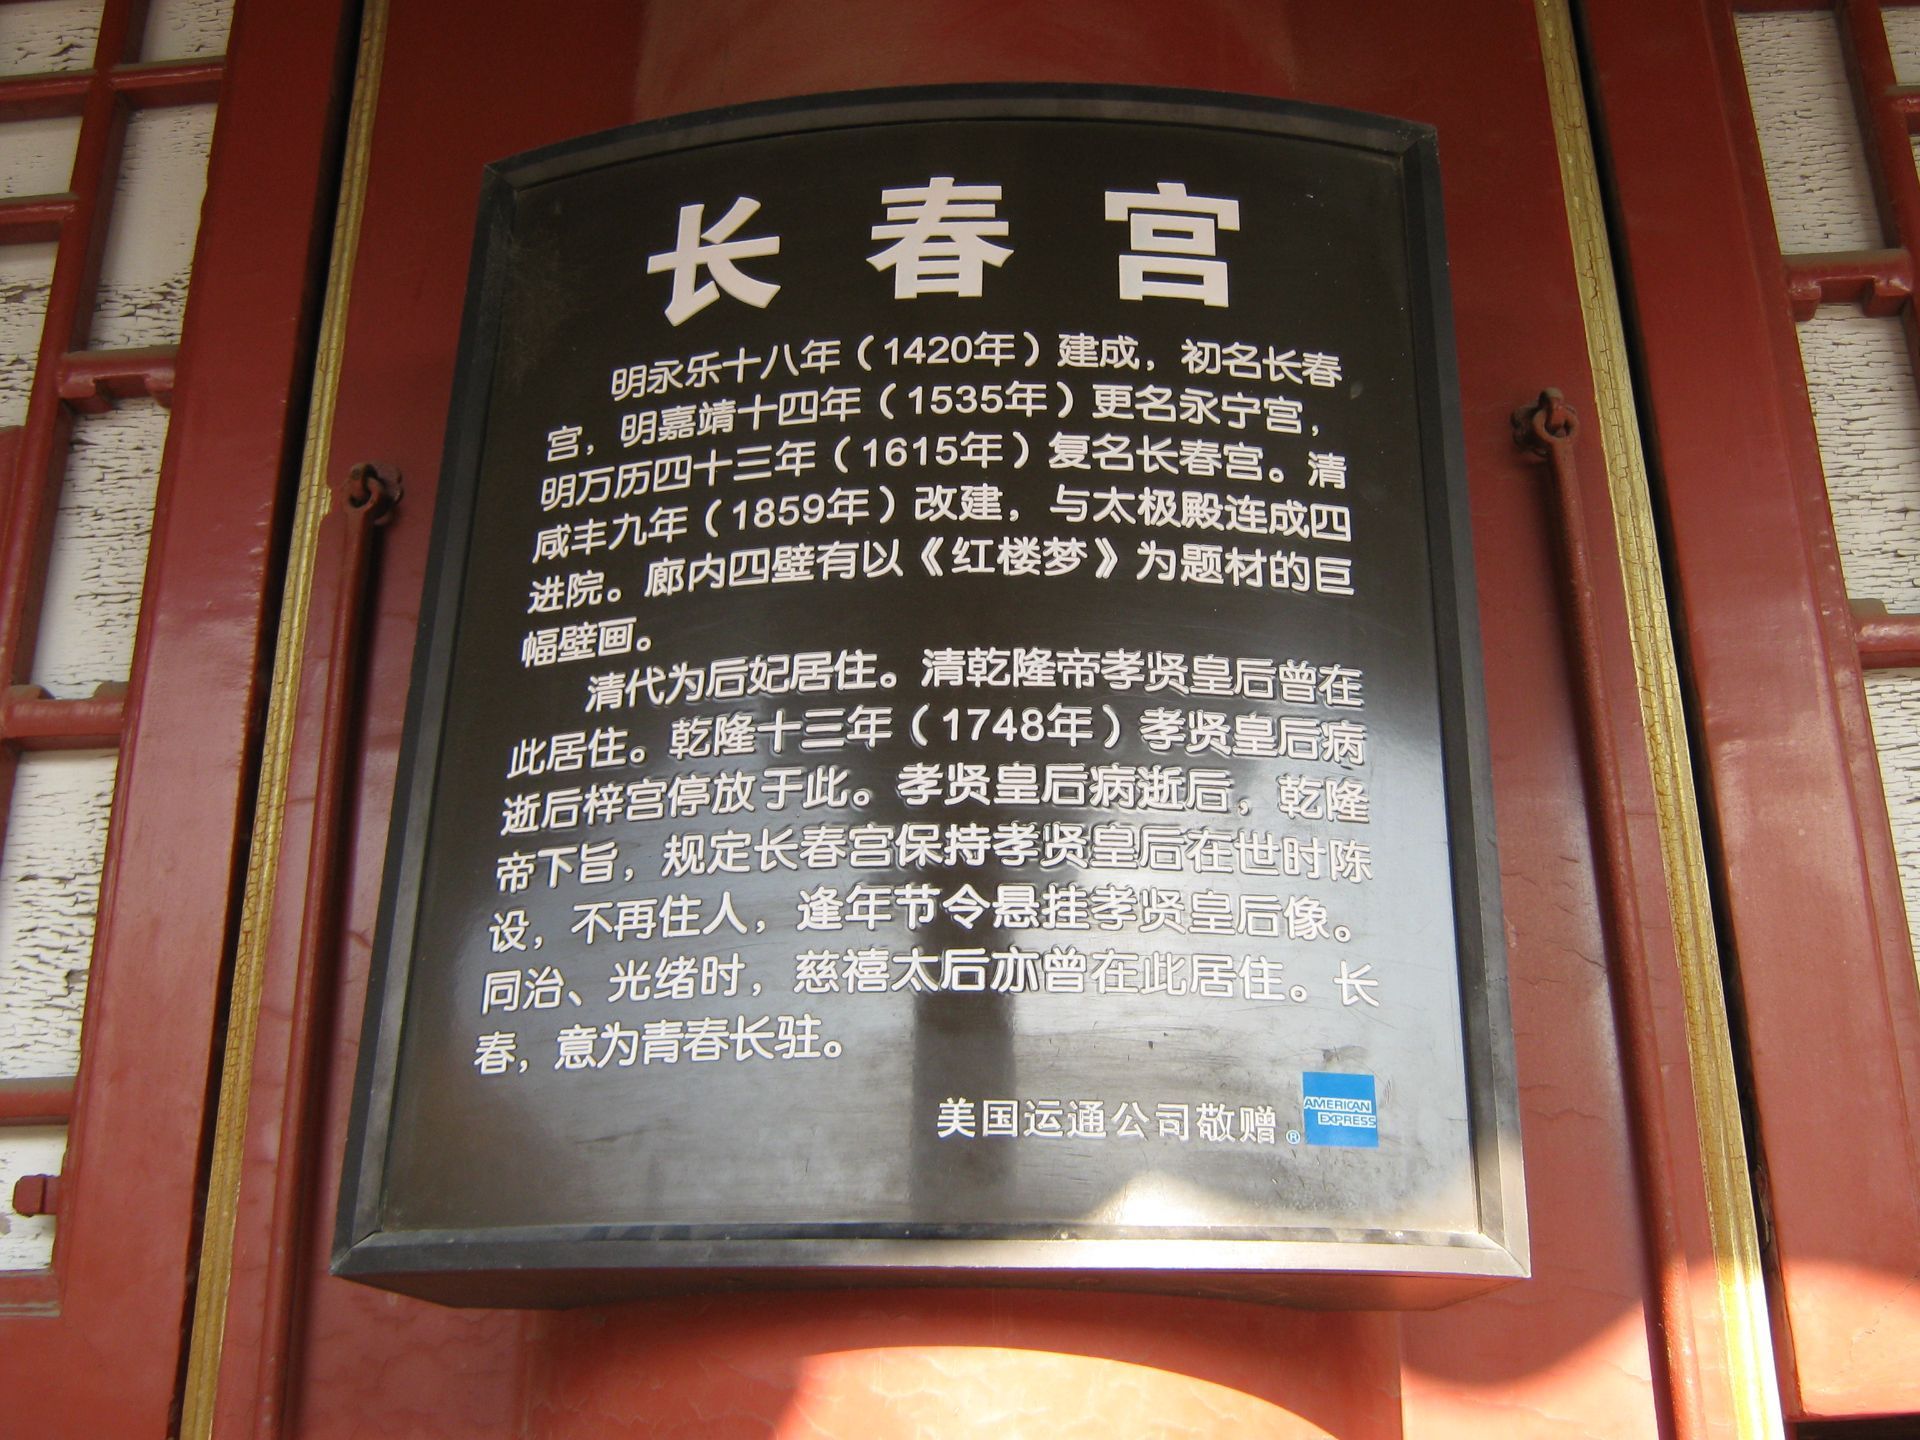 长春宫
明永乐十八年（1420年）建成，初名长春
宫，明嘉靖十四年（1535年）更名永宁宫，
明万历四十三年（1615年）复名长春宫。清
咸丰九年（1859年）改建，与太极殿连成四
进院。廊内四壁有以《红楼梦》为题材的巨
幅壁画。
清代为后妃居住。清乾隆帝孝贤皇后曾在
此居住。乾隆十三年（1748年）孝贤皇后病
逝后梓宫停放于此。孝贤皇后病逝后，乾隆
帝下旨，规定长春宫保持孝贤皇后在世时陈
设，不再住人，逢年节令悬挂孝贤皇后像。
同治、光绪时，慈禧太后亦曾在此居住。长
春，意为青春长驻。
美国运通公司敬赠®
AMERICAN
EXPRESS